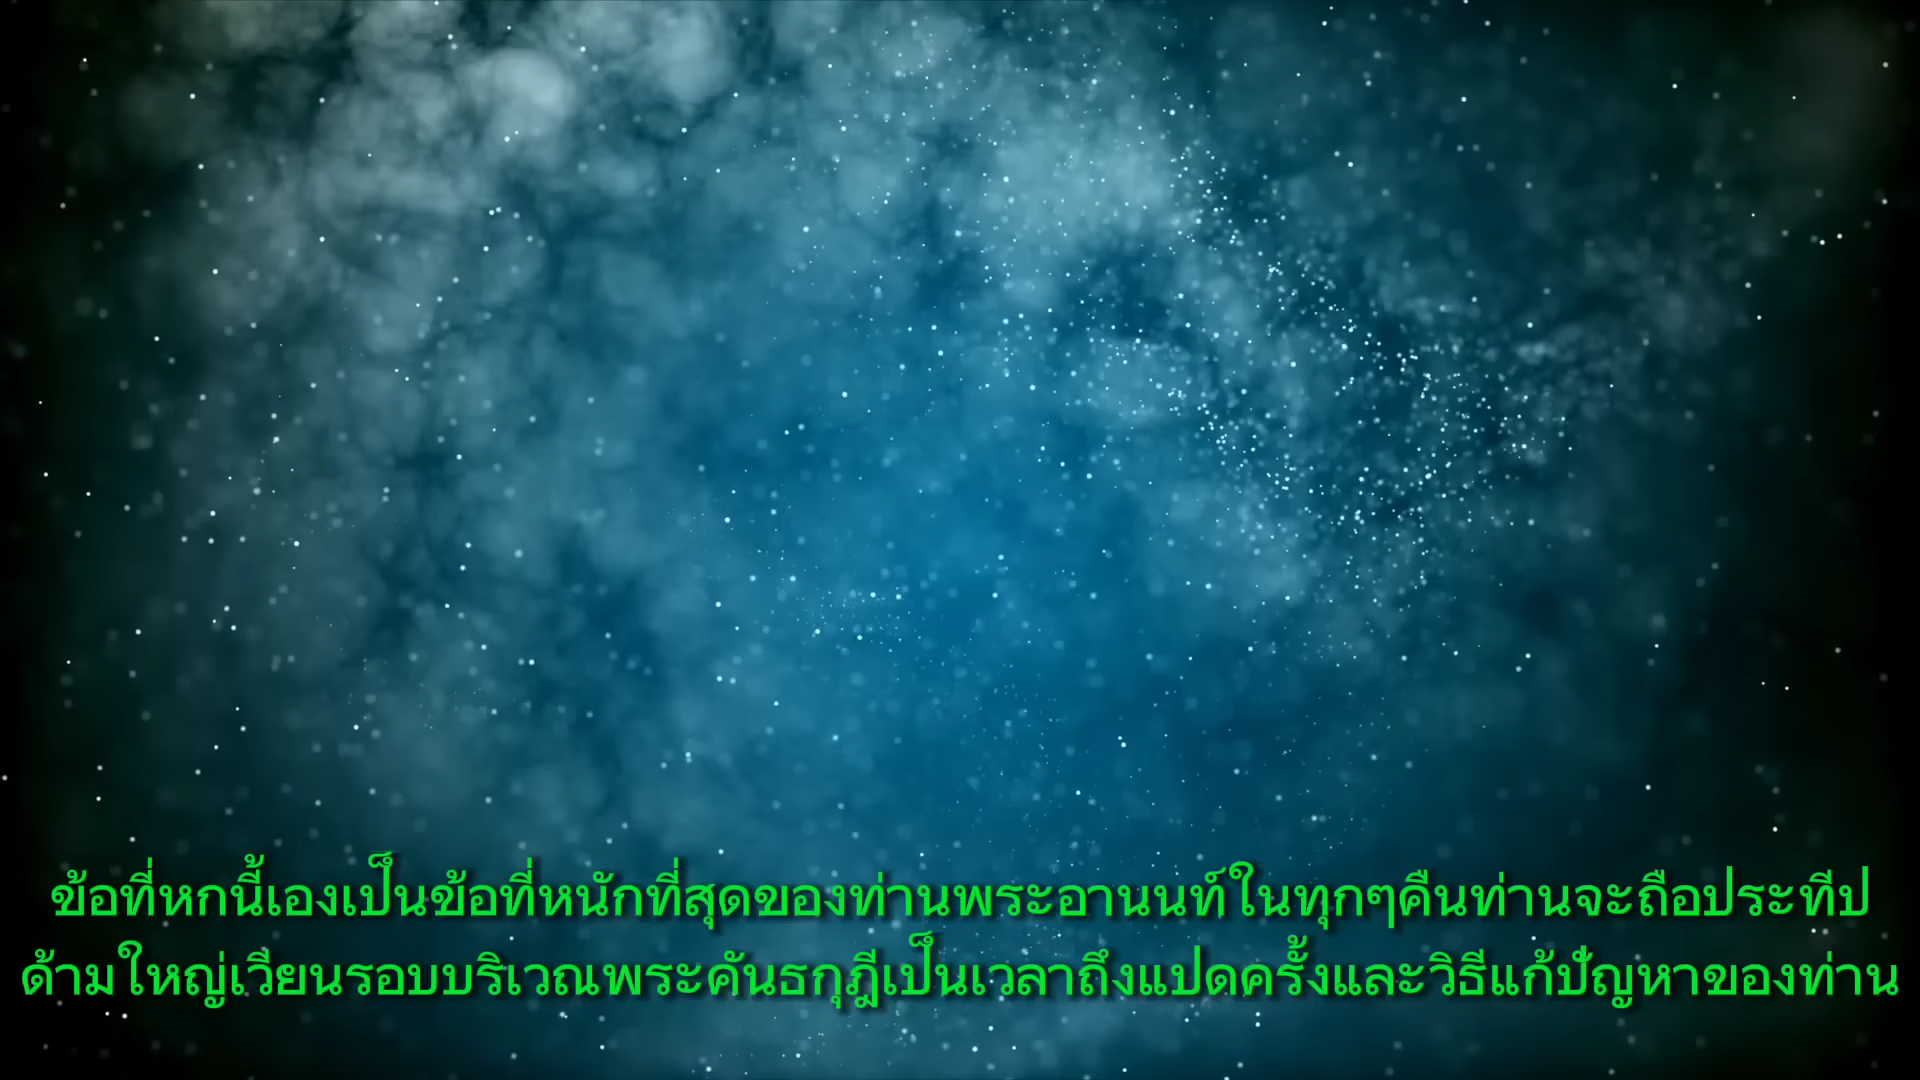 ข้อที่หกนี้เองเป็นข้อที่หนักที่สุดของท่านพระอานนท์ในทุกๆคืนท่านจะถือประทีป
ด้ามใหญ่เวียนรอบบริเวณพระคันธกุฎีเป็นเวลาถึงแปดครั้งและวิธีแก้ปัญหาของท่าน